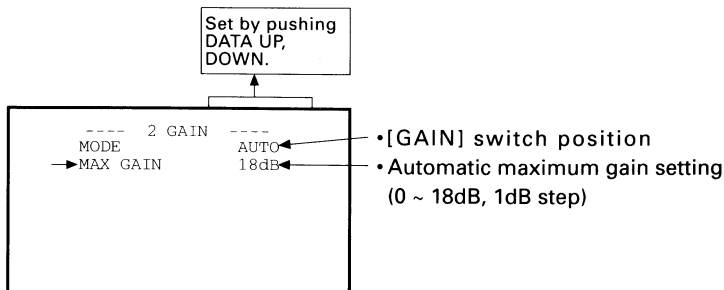 Set by pushing
DATA UP,
DOWN.
---- 2 GAIN ----
MODE AUTO
→MAX GAIN 18dB
•[GAIN] switch position
•Automatic maximum gain setting
(0 ~ 18dB, 1dB step)